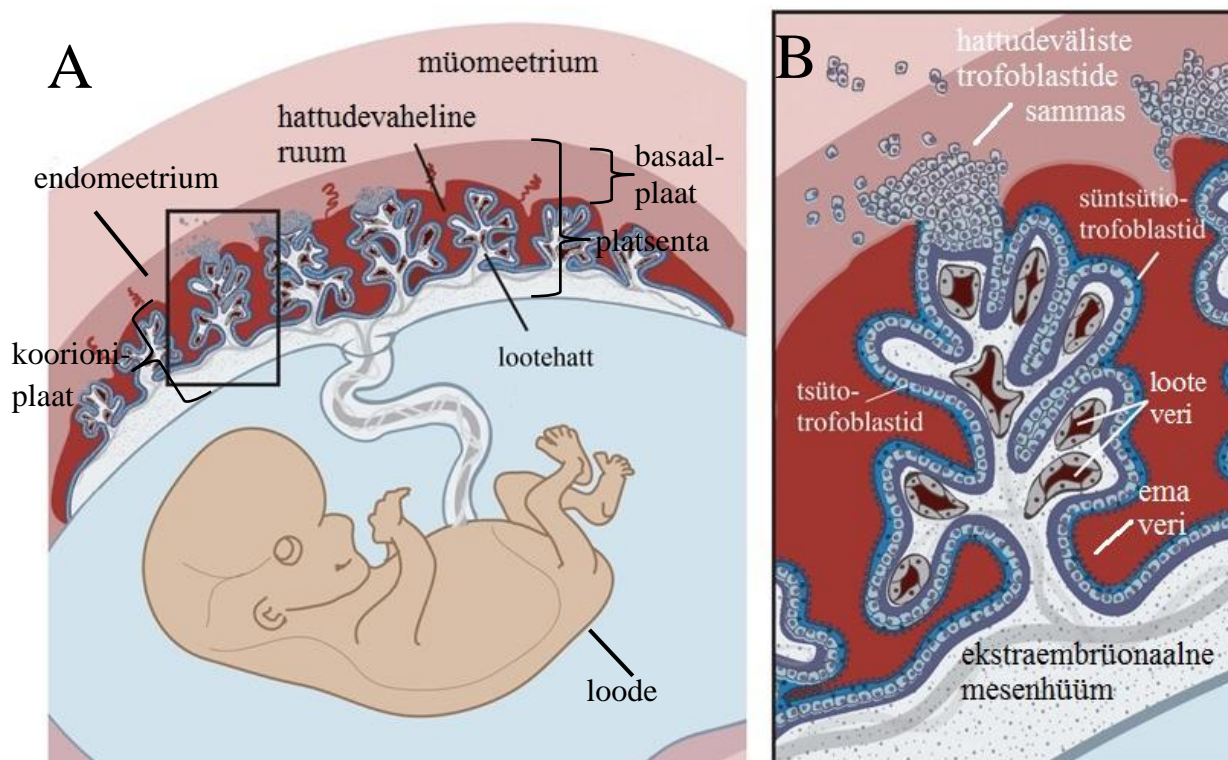 A
müomeetrium
hattudevaheline
ruum
basaal-
plaat
endomeetrium
platsenta
koorioni-
plaat
lootehatt
loode
B
hattudeväliste
trofoblastide
sammas
süntsütio-
trofoblastid
tsüto-
trofoblastid
loote
veri
ema
veri
ekstraembrüonaalne
mesenhüüm